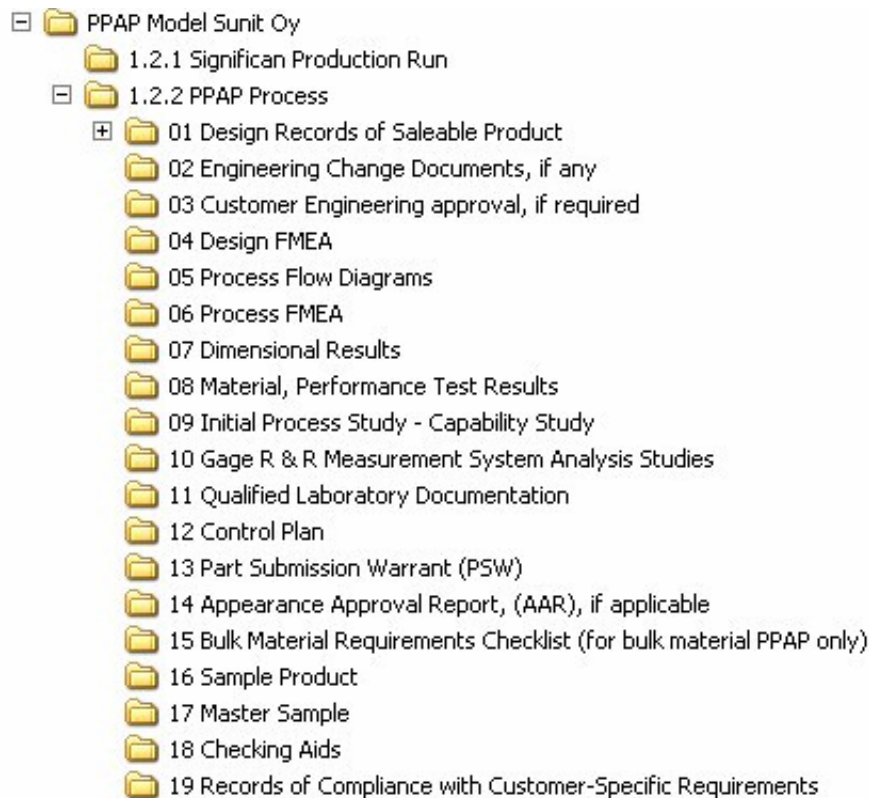 PPAP Model Sunit Oy
1.2.1 Significan Production Run
1.2.2 PPAP Process
01 Design Records of Saleable Product
02 Engineering Change Documents, if any
03 Customer Engineering approval, if required
04 Design FMEA
05 Process Flow Diagrams
06 Process FMEA
07 Dimensional Results
08 Material, Performance Test Results
09 Initial Process Study - Capability Study
10 Gage R & R Measurement System Analysis Studies
11 Qualified Laboratory Documentation
12 Control Plan
13 Part Submission Warrant (PSW)
14 Appearance Approval Report, (AAR), if applicable
15 Bulk Material Requirements Checklist (for bulk material PPAP only)
16 Sample Product
17 Master Sample
18 Checking Aids
19 Records of Compliance with Customer-Specific Requirements